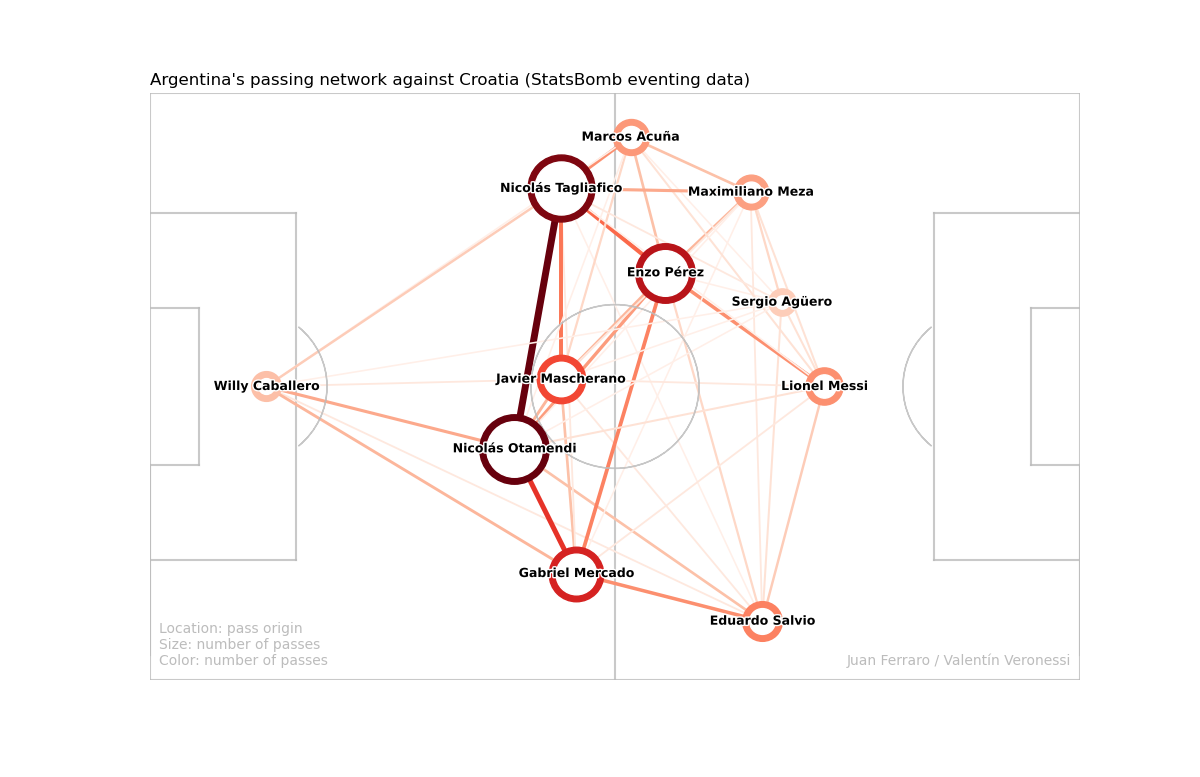 Argentina's passing network against Croatia (StatsBomb eventing data)
Marcos Acuña
Nicolás Tagliafico
Maximiliano Meza
Enzo Pérez
Sergio Agüero
Javier Mascherano
Willy Caballero
Lionel Messi
Nicolás Otamendi
Gabriel Mercado
Eduardo Salvio
Location: pass origin
Size: number of passes
Color: number of passes
Juan Ferraro / Valentín Veronessi